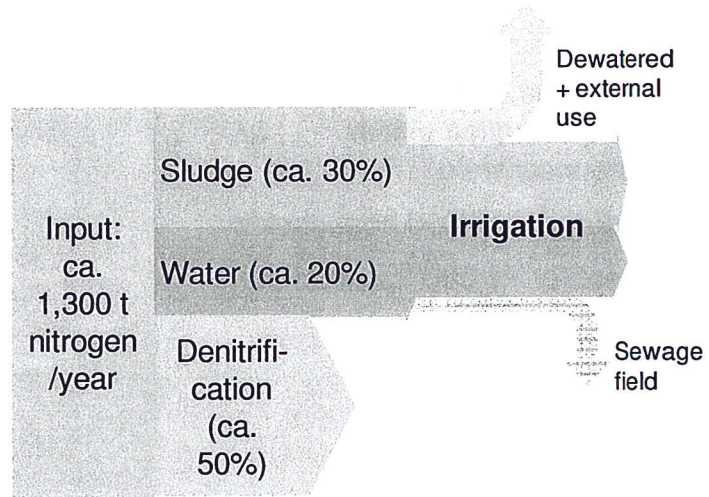 Dewatered
+ external
use
Sludge (ca. 30%)
Input:
ca.
1,300 t
nitrogen
/year
Irrigation
Water (ca. 20%)
Denitrifi-
cation
(ca.
50%)
Sewage
field